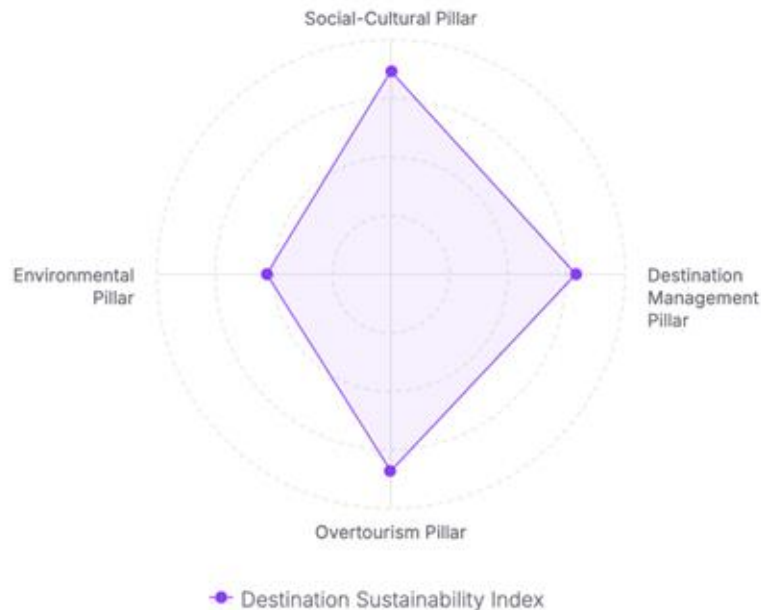 Social-Cultural Pillar
Environmental
Pillar
Destination
Management
Pillar
Overtourism Pillar
Destination Sustainability Index